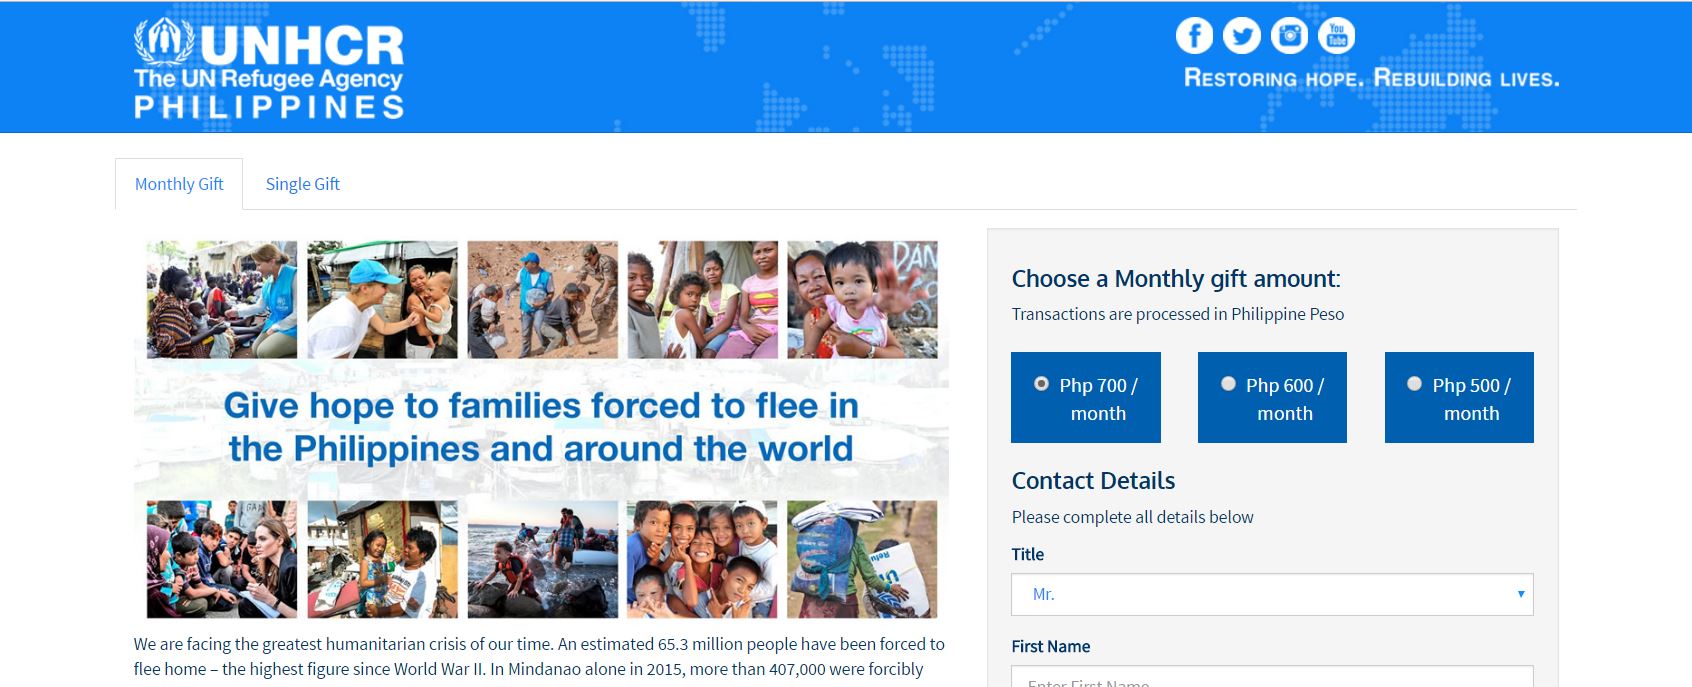 UNHCR
The UN Refugee Agency
PHILIPPINES
You
Tube
RESTORING HOPE. REBUILDING LIVES.
Monthly Gift
Single Gift
Give hope to families forced to flee in
the Philippines and around the world
We are facing the greatest humanitarian crisis of our time. An estimated 65.3 million people have been forced to
flee home – the highest figure since World War II. In Mindanao alone in 2015, more than 407,000 were forcibly
Choose a Monthly gift amount:
Transactions are processed in Philippine Peso
Php 700 /
month
Php 600 /
month
Php 500 /
month
Contact Details
Please complete all details below
Title
Mr.
First Name
Enter First Name